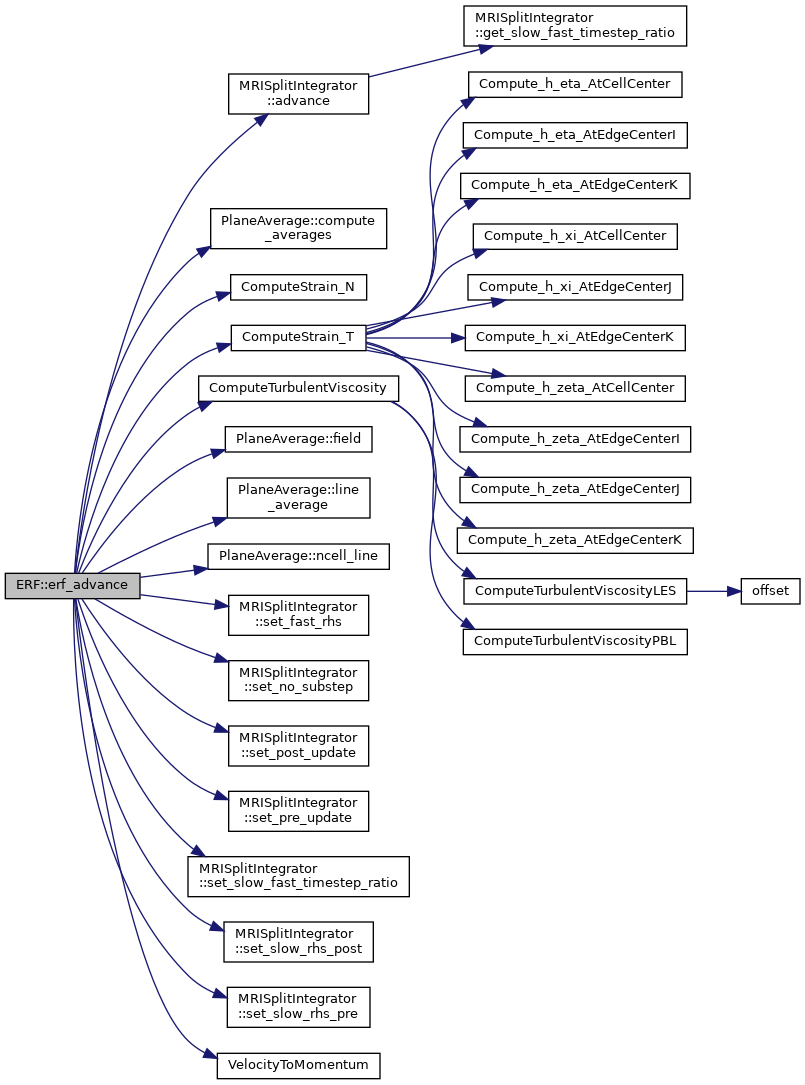 ERF::erf_advance
MRISplitIntegrator
::advance
PlaneAverage::compute
_averages
ComputeStrain_N
ComputeStrain_T
ComputeTurbulentViscosity
PlaneAverage::field
PlaneAverage::line
_average
PlaneAverage::ncell_line
MRISplitIntegrator
::set_fast_rhs
MRISplitIntegrator
::set_no_substep
MRISplitIntegrator
::set_post_update
MRISplitIntegrator
::set_pre_update
MRISplitIntegrator
::set_slow_fast_timestep_ratio
MRISplitIntegrator
::set_slow_rhs_post
MRISplitIntegrator
::set_slow_rhs_pre
VelocityToMomentum
MRISplitIntegrator
::get_slow_fast_timestep_ratio
Compute_h_eta_AtCellCenter
Compute_h_eta_AtEdgeCenterI
Compute_h_eta_AtEdgeCenterK
Compute_h_xi_AtCellCenter
Compute_h_xi_AtEdgeCenterJ
Compute_h_xi_AtEdgeCenterK
Compute_h_zeta_AtCellCenter
Compute_h_zeta_AtEdgeCenterI
Compute_h_zeta_AtEdgeCenterJ
Compute_h_zeta_AtEdgeCenterK
ComputeTurbulentViscosityLES
ComputeTurbulentViscosityPBL
offset